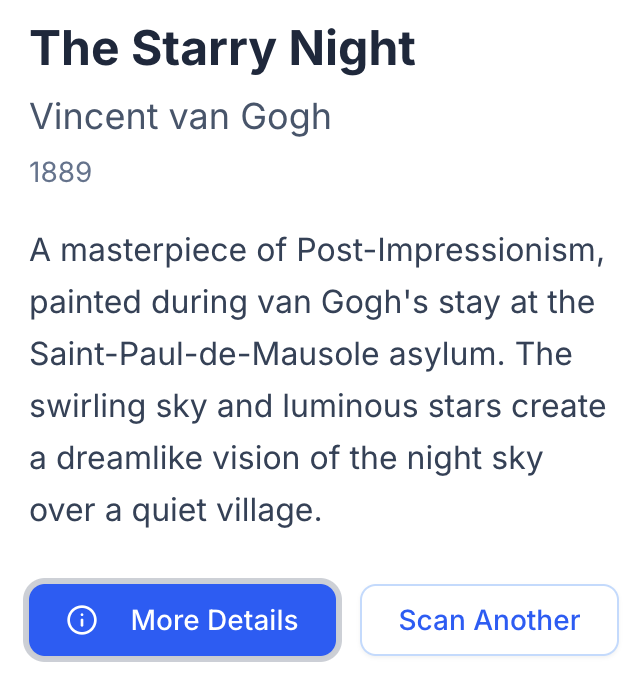 The Starry Night
Vincent van Gogh
1889
A masterpiece of Post-Impressionism,
painted during van Gogh's stay at the
Saint-Paul-de-Mausole asylum. The
swirling sky and luminous stars create
a dreamlike vision of the night sky
over a quiet village.
More Details
Scan Another